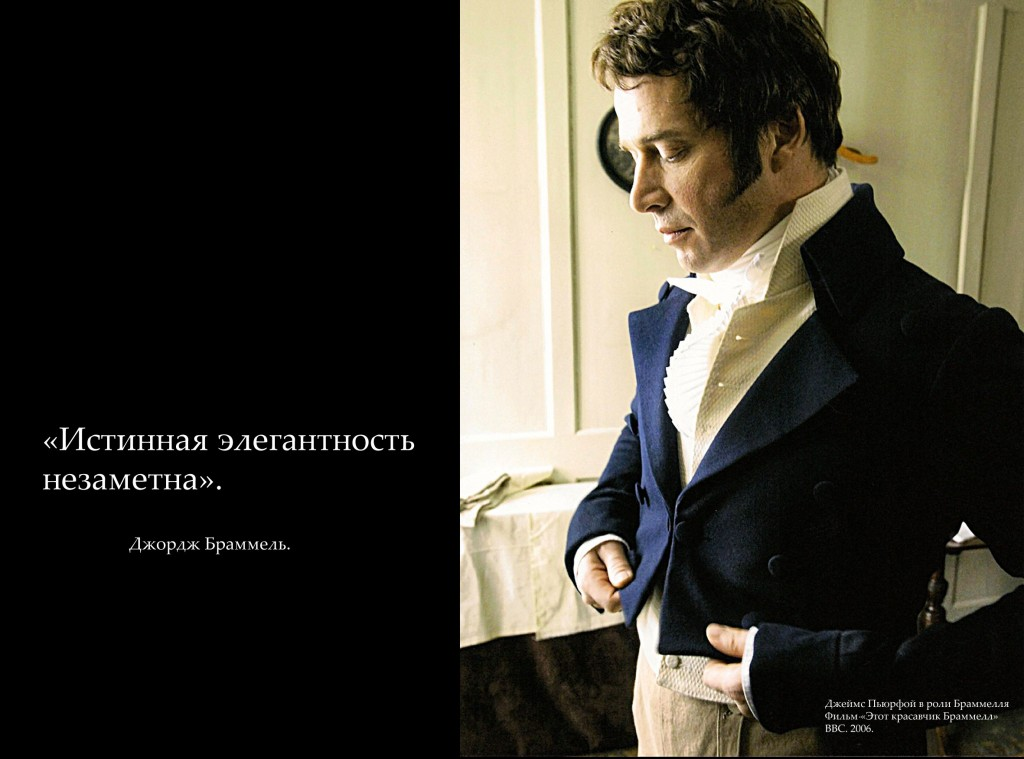 «Истинная элегантность
незаметна».
Джордж Браммель.
Джеймс Пьюрфой в роли Браммелля
Фильм «Этот красавчик Браммелл»
BBC. 2006.